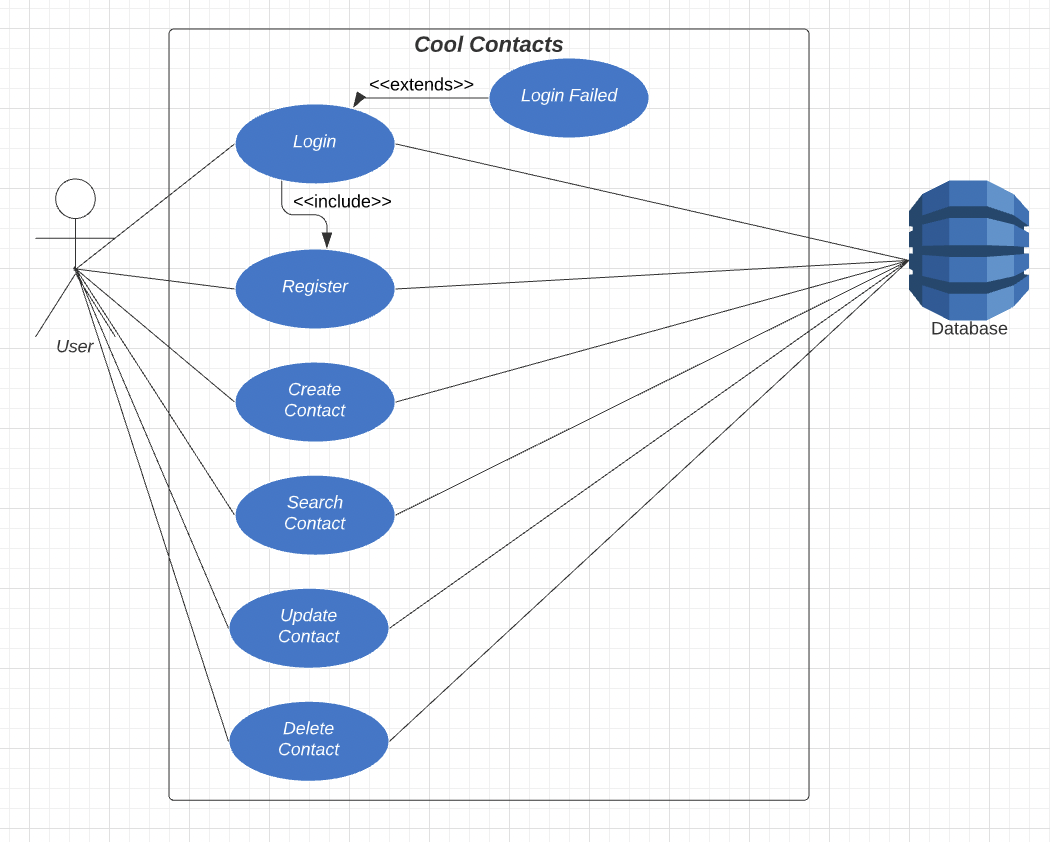 Cool Contacts
<<extends>>
Login Failed
Login
<<include>>
Register
User
Database
Create
Contact
Search
Contact
Update
Contact
Delete
Contact